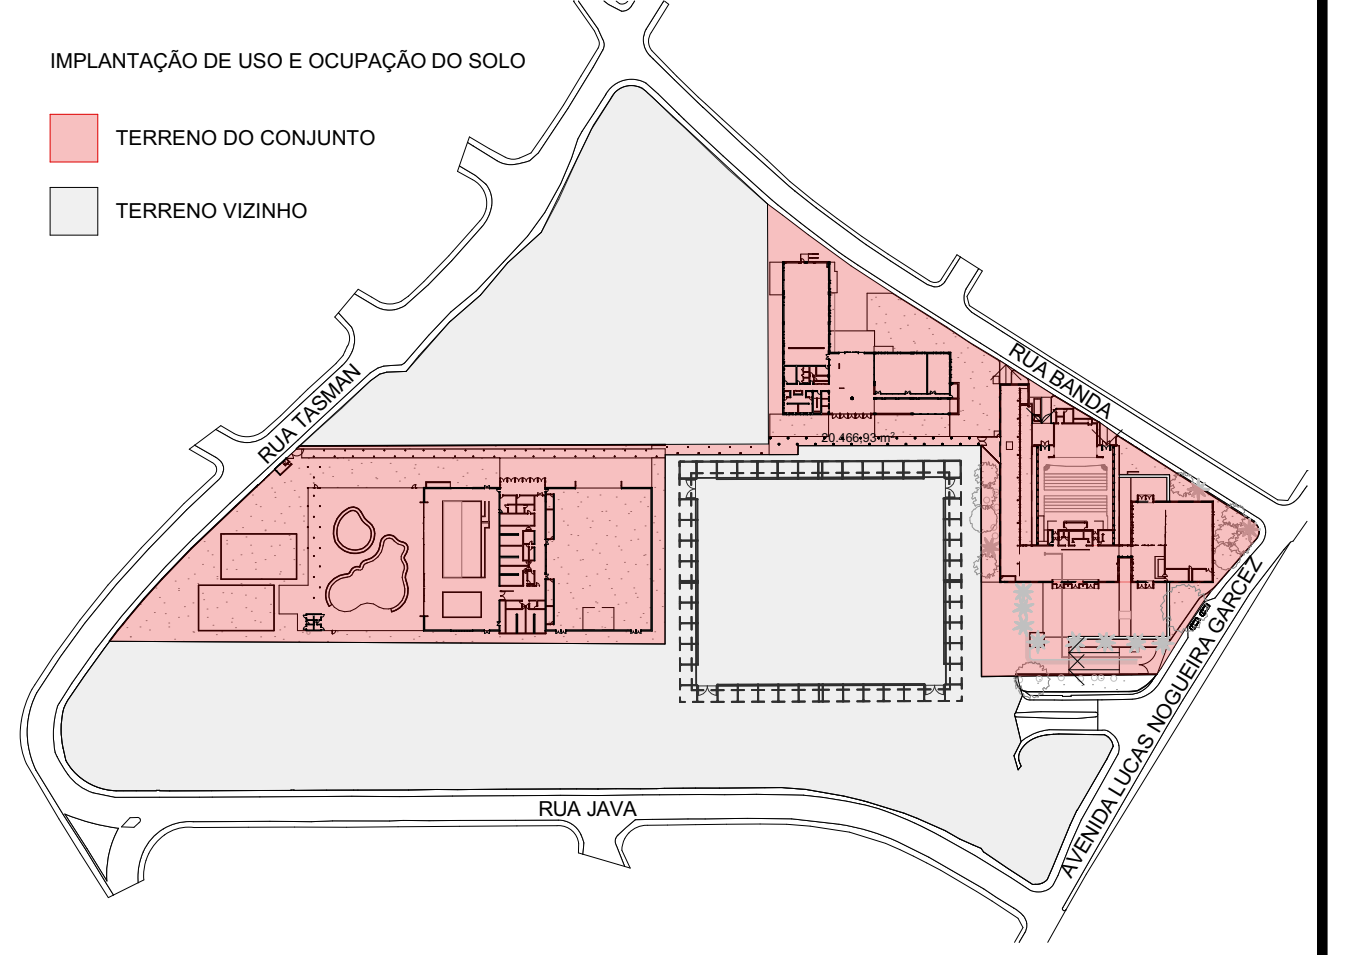 IMPLANTAÇÃO DE USO E OCUPAÇÃO DO SOLO
TERRENO DO CONJUNTO
TERRENO VIZINHO
RUA TASMAN
RUA BANDA
20.466,93 m²
AVENIDA LUCAS NOGUEIRA GARCEZ
RUA JAVA